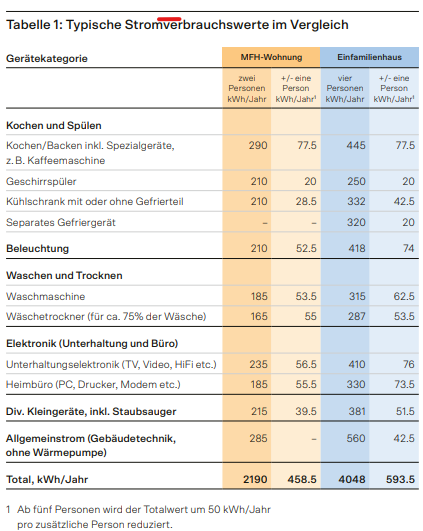 Tabelle 1: Typische Stromverbrauchswerte im Vergleich
Gerätekategorie MFH-Wohnung Einfamilienhaus
zwei +/- eine vier +/- eine
Personen Person Personen Person
kWh/Jahr kWh/Jahr¹ kWh/Jahr kWh/Jahr¹
Kochen und Spülen
Kochen/Backen inkl. Spezialgeräte, 290 77.5 445 77.5
z. B. Kaffeemaschine
Geschirrspüler 210 20 250 20
Kühlschrank mit oder ohne Gefrierteil 210 28.5 332 42.5
Separates Gefriergerät – – 320 20
Beleuchtung 210 52.5 418 74
Waschen und Trocknen
Waschmaschine 185 53.5 315 62.5
Wäschetrockner (für ca. 75% der Wäsche) 165 55 287 53.5
Elektronik (Unterhaltung und Büro)
Unterhaltungselektronik (TV, Video, HiFi etc.) 235 56.5 410 76
Heimbüro (PC, Drucker, Modem etc.) 185 55.5 330 73.5
Div. Kleingeräte, inkl. Staubsauger 215 39.5 381 51.5
Allgemeinstrom (Gebäudetechnik, 285 – 560 42.5
ohne Wärmepumpe)
Total, kWh/Jahr 2190 458.5 4048 593.5
1 Ab fünf Personen wird der Totalwert um 50 kWh/Jahr
pro zusätzliche Person reduziert.